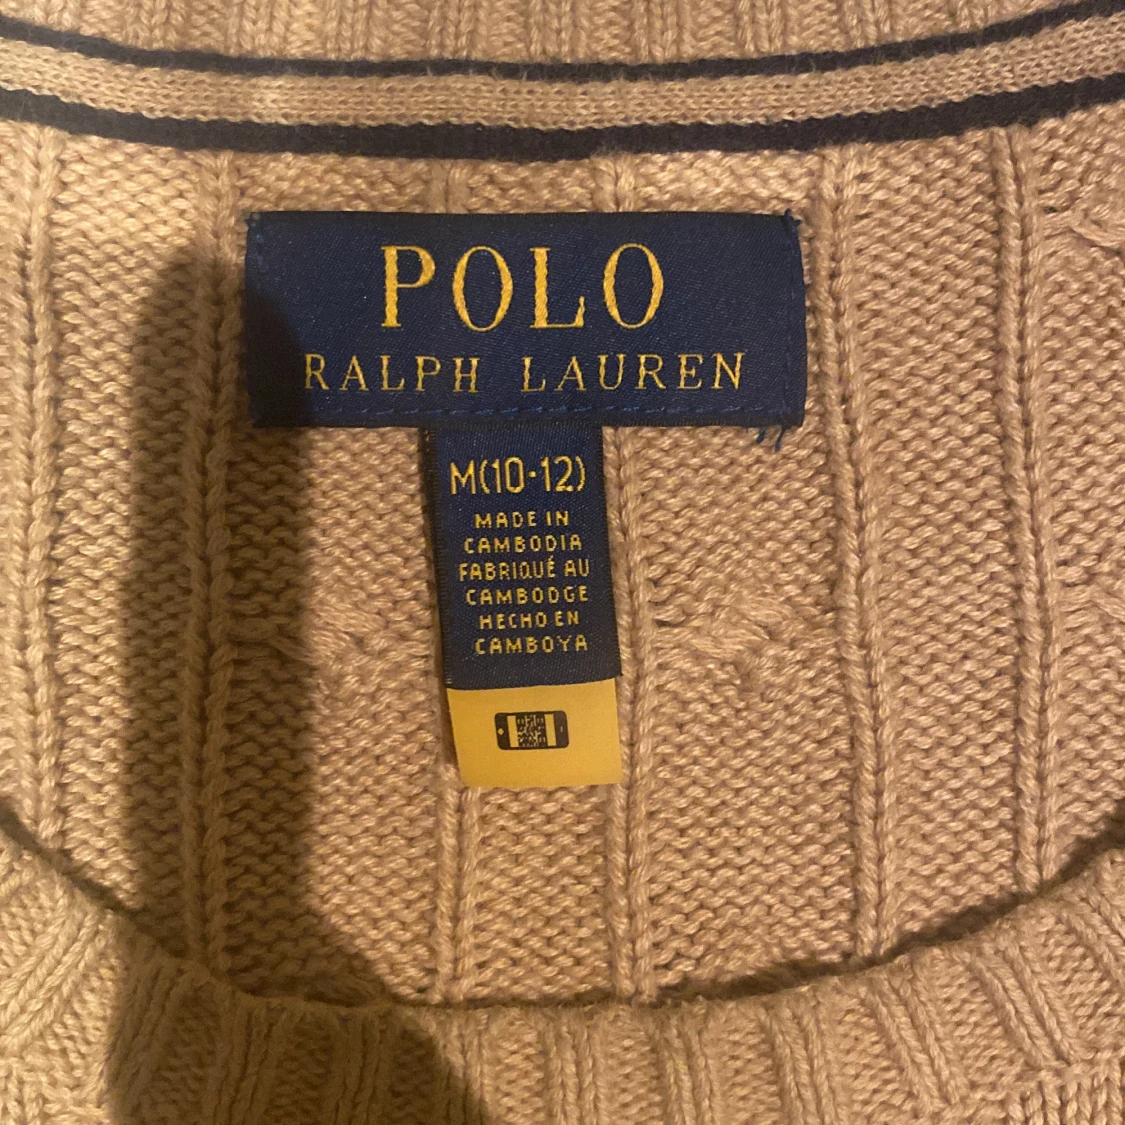 POLO
RALPH LAUREN
M(10-12)
MADE IN
CAMBODIA
FABRIQUÉ AU
CAMBODGE
HECHO EN
CAMBOYA